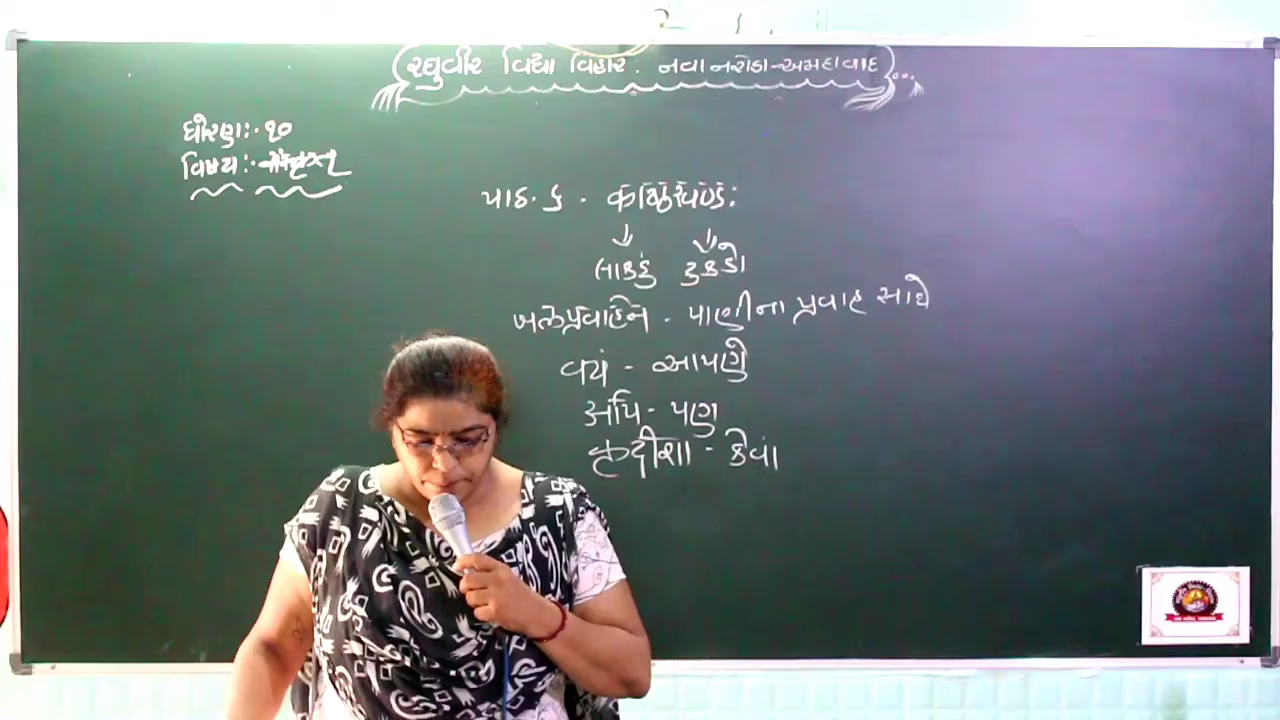 રઘુવીર વિદ્યા વિહાર : નવા નરોડા-અમદાવાદ
ધોરણ:- ૧૦
વિષય:- સંસ્કૃત
પાઠ. ૬ . કાષ્ઠખણ્ડ:
લાકડું ટુકડો
જલપ્રવાહેન - પાણીના પ્રવાહ સાથે
વયં - આપણે
અપિ - પણ
કીદૃશા - કેવાં